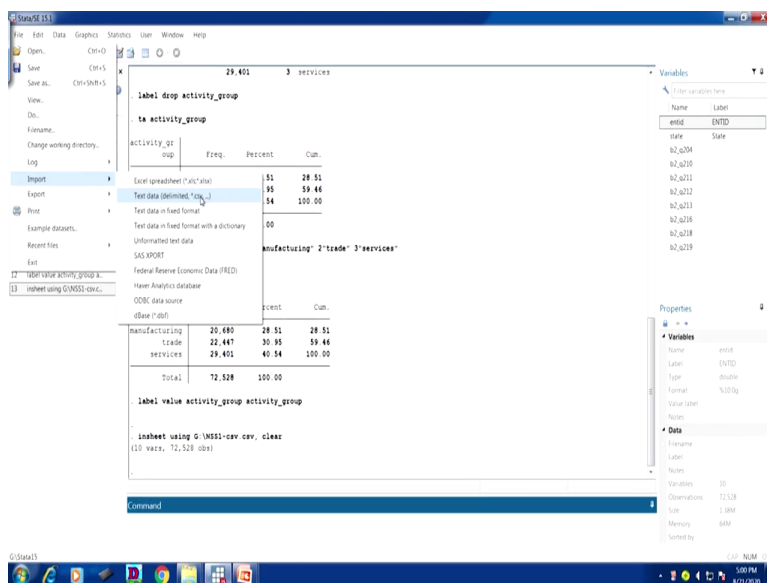 Stata/SE 15.1
File Edit Data Graphics Statistics User Window Help
Open... Ctrl+O
Save Ctrl+S
Save as... Ctrl+Shift+S
View...
Do...
Filename...
Change working directory...
Log
Import
Export
Print
Example datasets...
Recent files
Exit
12 label value activity_group a...
13 insheet using G:\NSS1-csv.c...
Excel spreadsheet (*.xls;*.xlsx)
Text data (delimited, *.csv, ...)
Text data in fixed format
Text data in fixed format with a dictionary
Unformatted text data
SAS XPORT
Federal Reserve Economic Data (FRED)
Haver Analytics database
ODBC data source
dBase (*.dbf)
29,401 3 services
. label drop activity_group
. ta activity_group
activity_gr
oup Freq. Percent Cum.
.51 28.51
.95 59.46
.54 100.00
.00
anufacturing" 2"trade" 3"services"
rcent Cum.
manufacturing 20,680 28.51 28.51
trade 22,447 30.95 59.46
services 29,401 40.54 100.00
Total 72,528 100.00
. label value activity_group activity_group
.
. insheet using G:\NSS1-csv.csv, clear
(10 vars, 72,528 obs)
.
Command
Variables
Filter variables here
Name Label
entid ENTID
state State
b2_q204
b2_q210
b2_q211
b2_q212
b2_q213
b2_q216
b2_q218
b2_q219
Properties
Variables
Name entid
Label ENTID
Type double
Format %10.0g
Value label
Notes
Data
Filename
Label
Notes
Variables 10
Observations 72,528
Size 3.38M
Memory 64M
Sorted by
G:\Stata15
CAP NUM
5:00 PM
8/21/2020